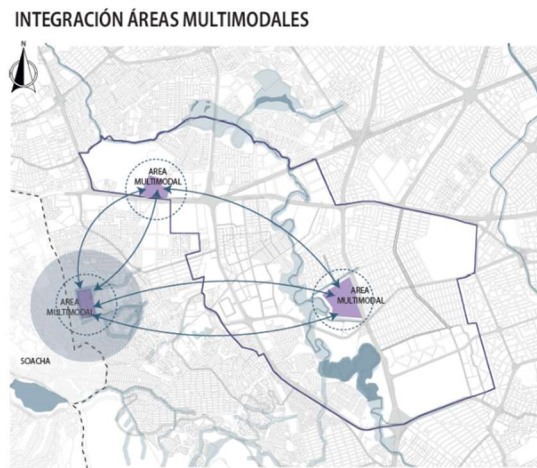 INTEGRACIÓN ÁREAS MULTIMODALES
N
AREA
MULTIMODAL
AREA
MULTIMODAL
AREA
MULTIMODAL
SOACHA